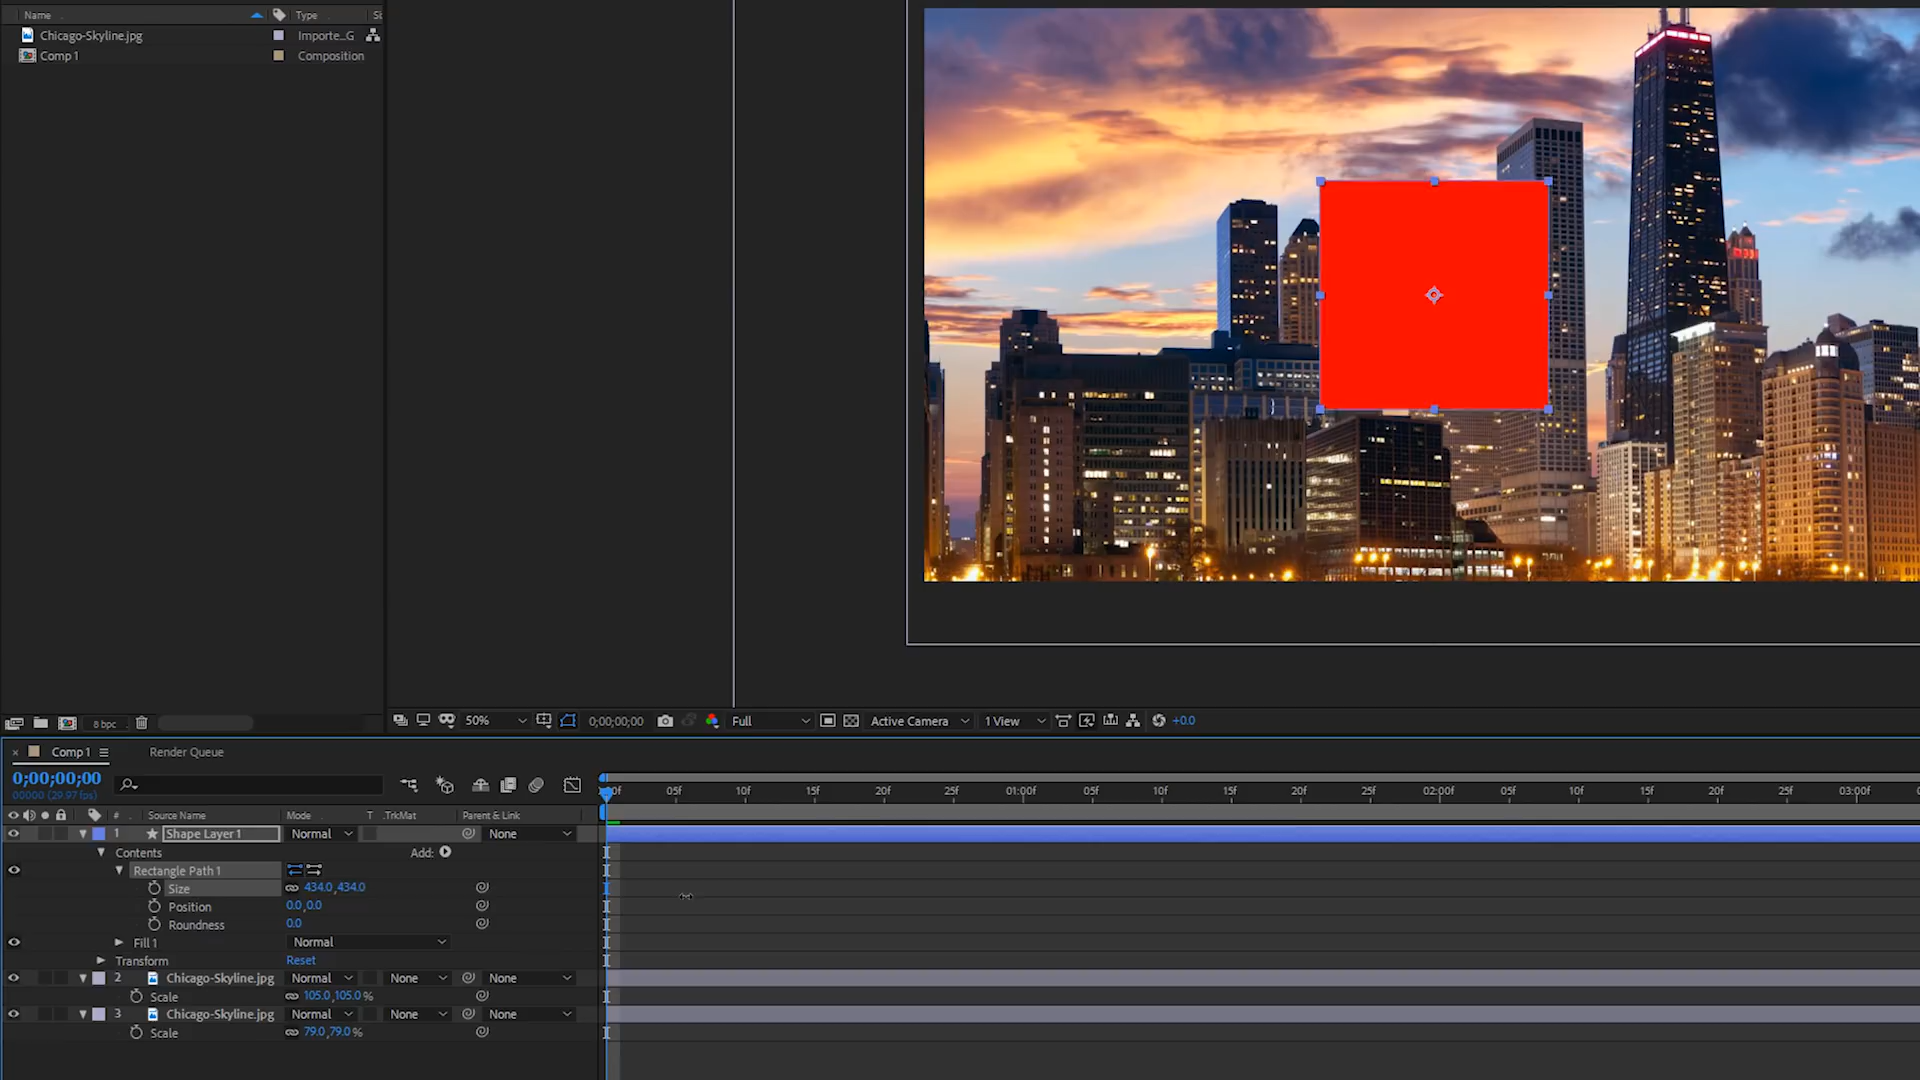 Name Type Si
Chicago-Skyline.jpg Importe...G
Comp 1 Composition
8 bpc 50% 0;00;00;00 Full Active Camera 1 View +0.0
Comp 1 Render Queue
0;00;00;00
00000 (29.97 fps)
:00f 05f 10f 15f 20f 25f 01:00f 05f 10f 15f 20f 25f 02:00f 05f 10f 15f 20f 25f 03:00f
# Source Name Mode T .TrkMat Parent & Link
1 Shape Layer 1 Normal None
Contents Add:
Rectangle Path 1
Size 434.0,434.0
Position 0.0,0.0
Roundness 0.0
Fill 1 Normal
Transform Reset
2 Chicago-Skyline.jpg Normal None None
Scale 105.0,105.0%
3 Chicago-Skyline.jpg Normal None None
Scale 79.0,79.0%